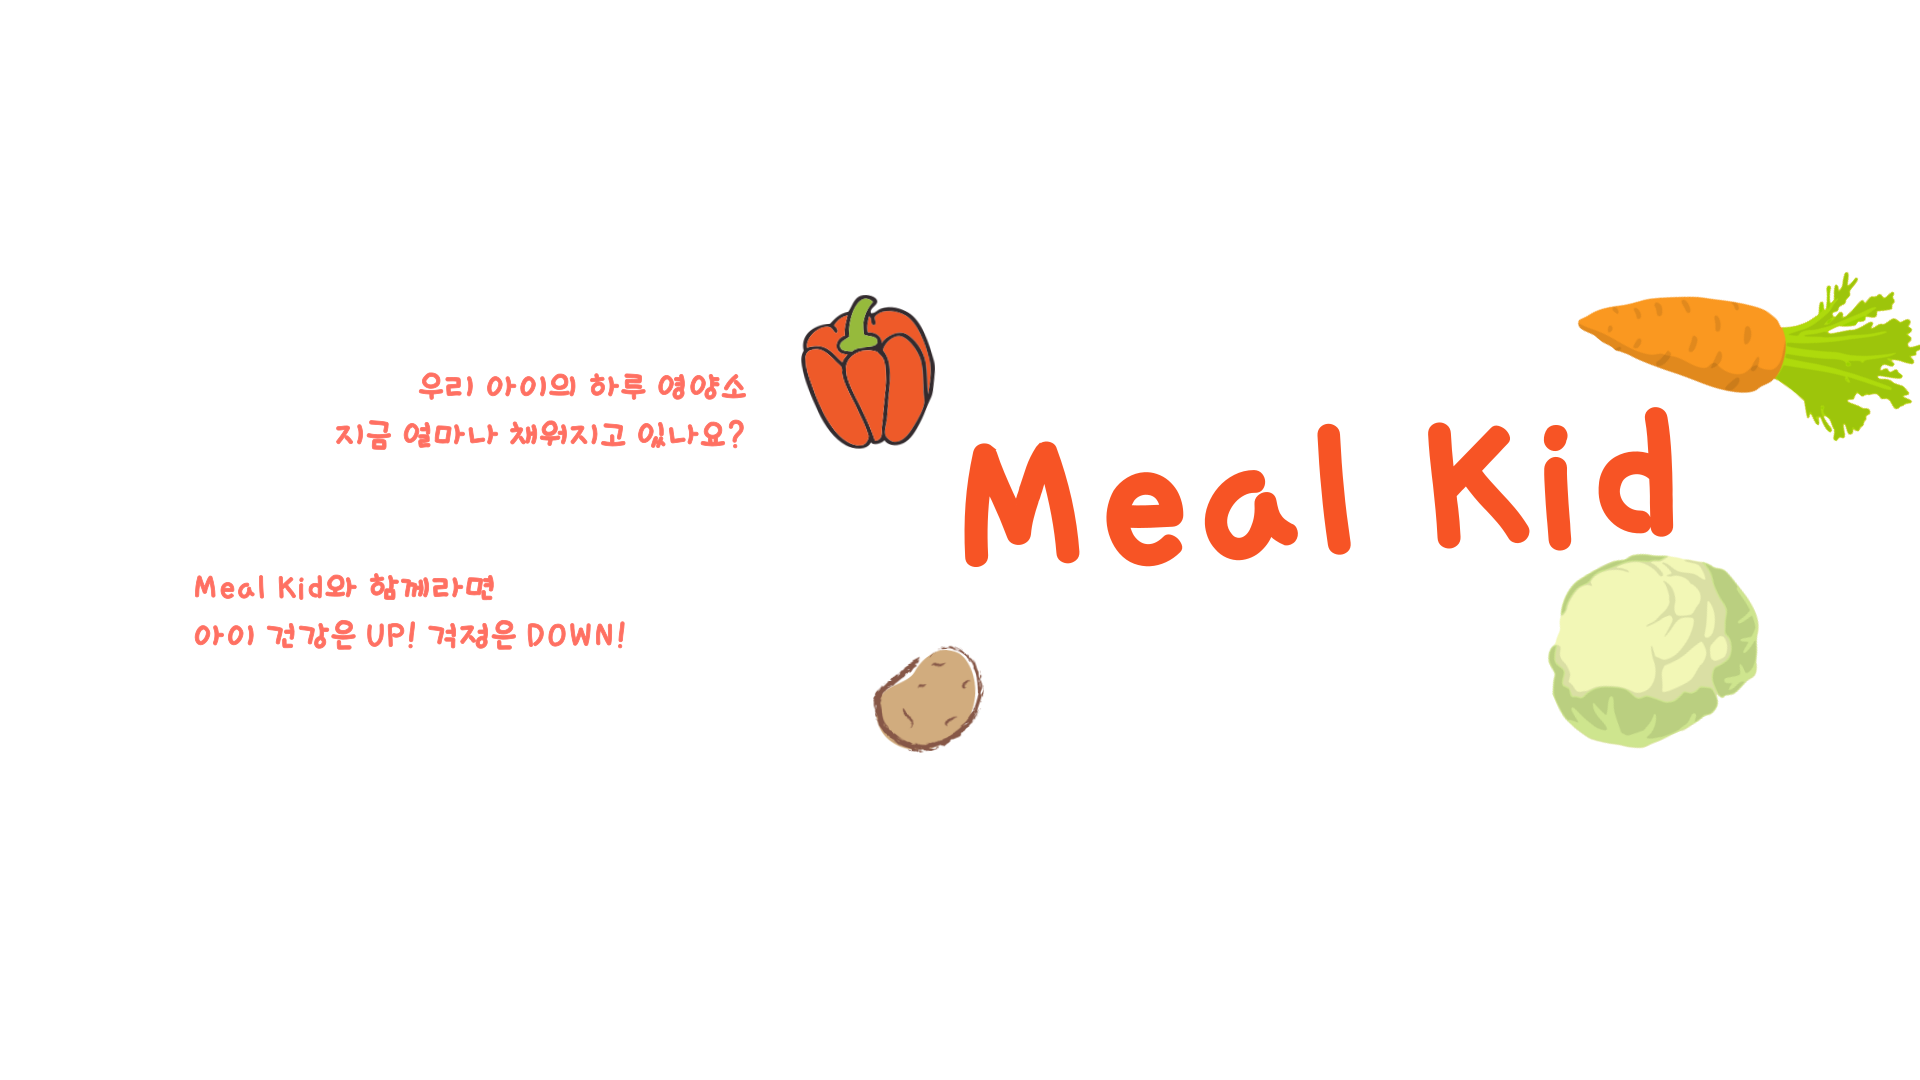 우리 아이의 하루 영양소
지금 얼마나 채워지고 있나요?
Meal Kid
Meal Kid와 함께라면
아이 건강은 UP! 걱정은 DOWN!